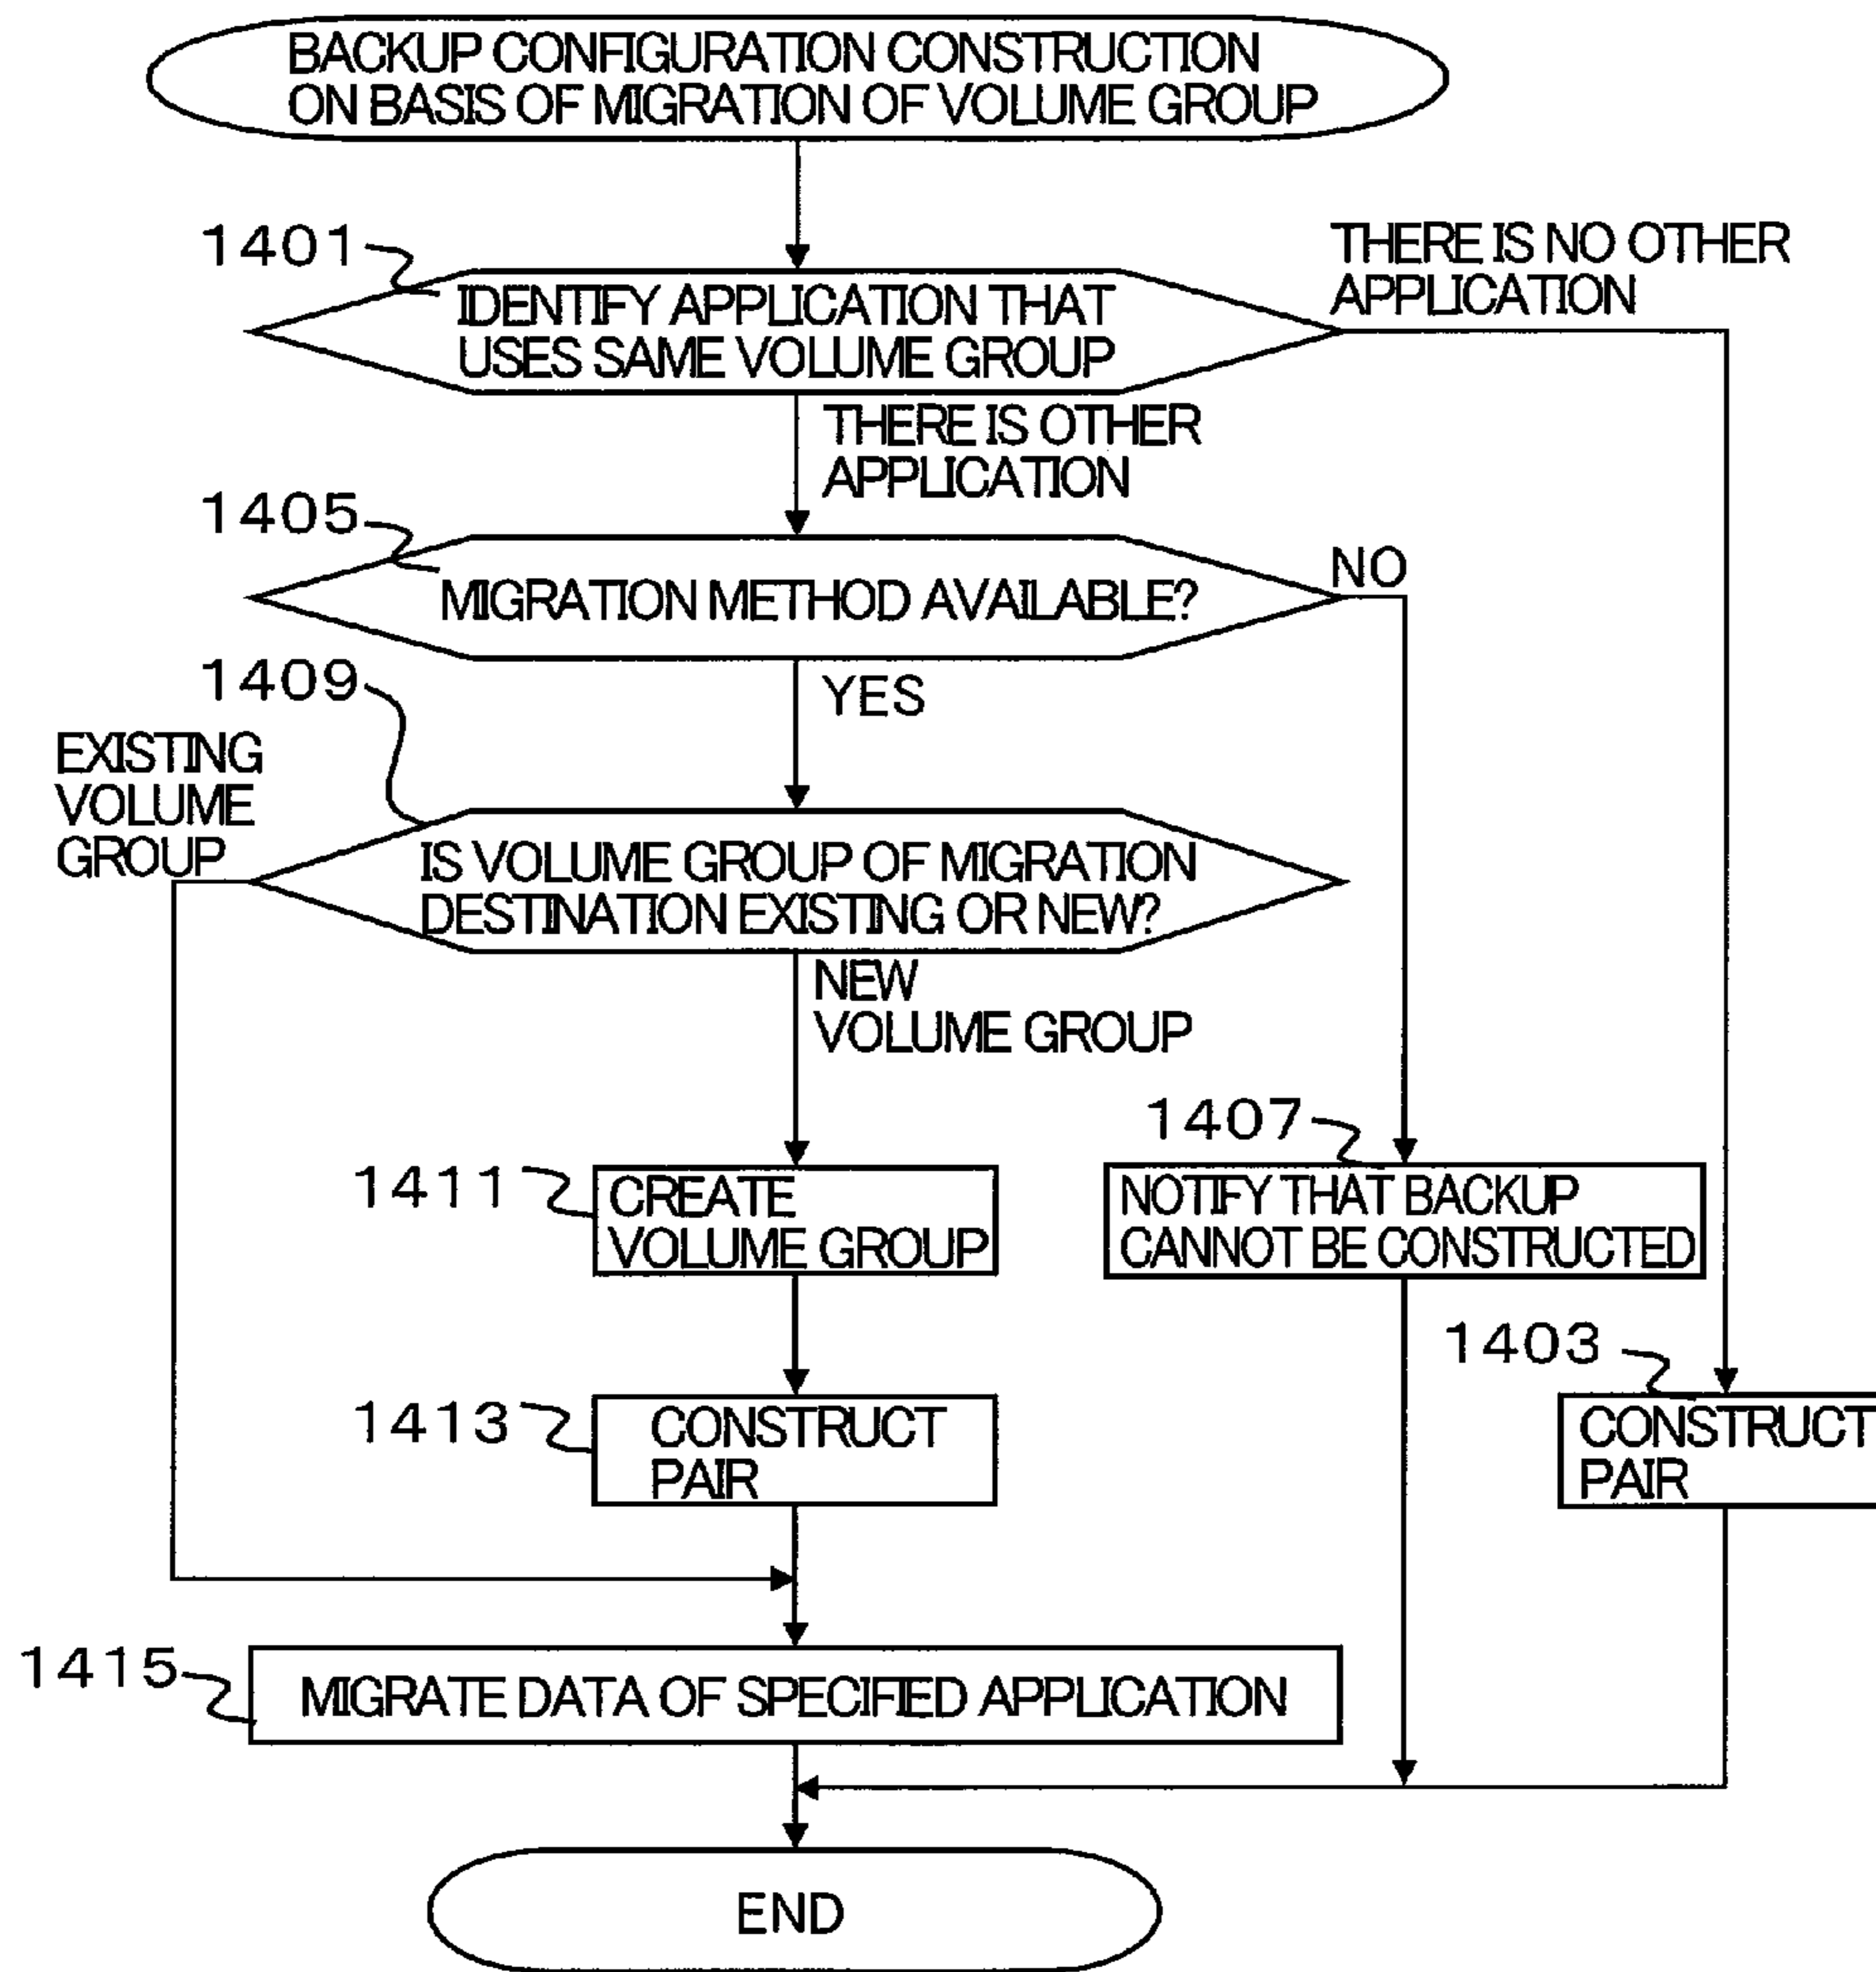 BACKUP CONFIGURATION CONSTRUCTION
ON BASIS OF MIGRATION OF VOLUME GROUP
1401
THERE IS NO OTHER
APPLICATION
IDENTIFY APPLICATION THAT
USES SAME VOLUME GROUP
THERE IS OTHER
APPLICATION
1405
NO
MIGRATION METHOD AVAILABLE?
1409
YES
EXISTING
VOLUME
GROUP
IS VOLUME GROUP OF MIGRATION
DESTINATION EXISTING OR NEW?
NEW
VOLUME GROUP
1407
1411
CREATE
VOLUME GROUP
NOTIFY THAT BACKUP
CANNOT BE CONSTRUCTED
1403
1413
CONSTRUCT
PAIR
CONSTRUCT
PAIR
1415
MIGRATE DATA OF SPECIFIED APPLICATION
END